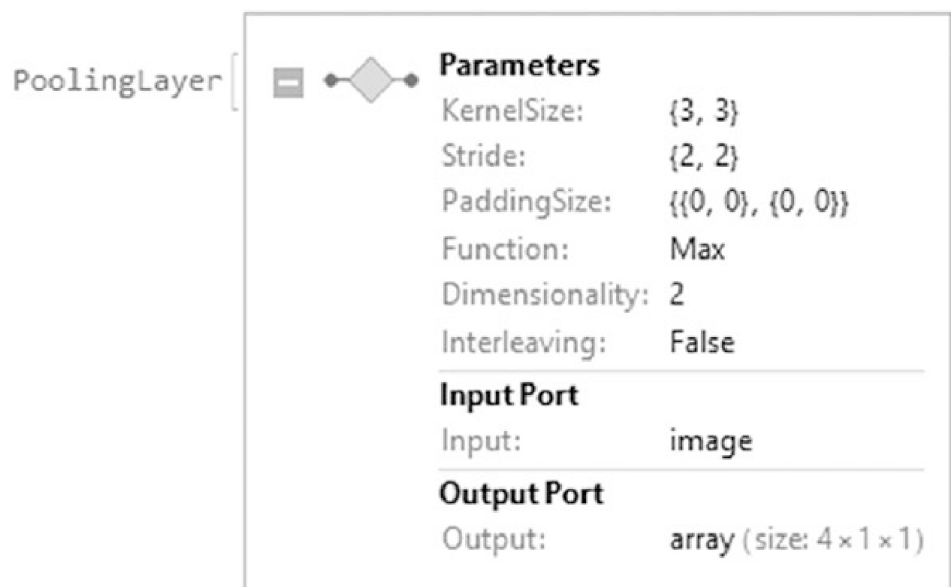 PoolingLayer[
Parameters
KernelSize: {3, 3}
Stride: {2, 2}
PaddingSize: {{0, 0}, {0, 0}}
Function: Max
Dimensionality: 2
Interleaving: False
Input Port
Input: image
Output Port
Output: array (size: 4 × 1 × 1)